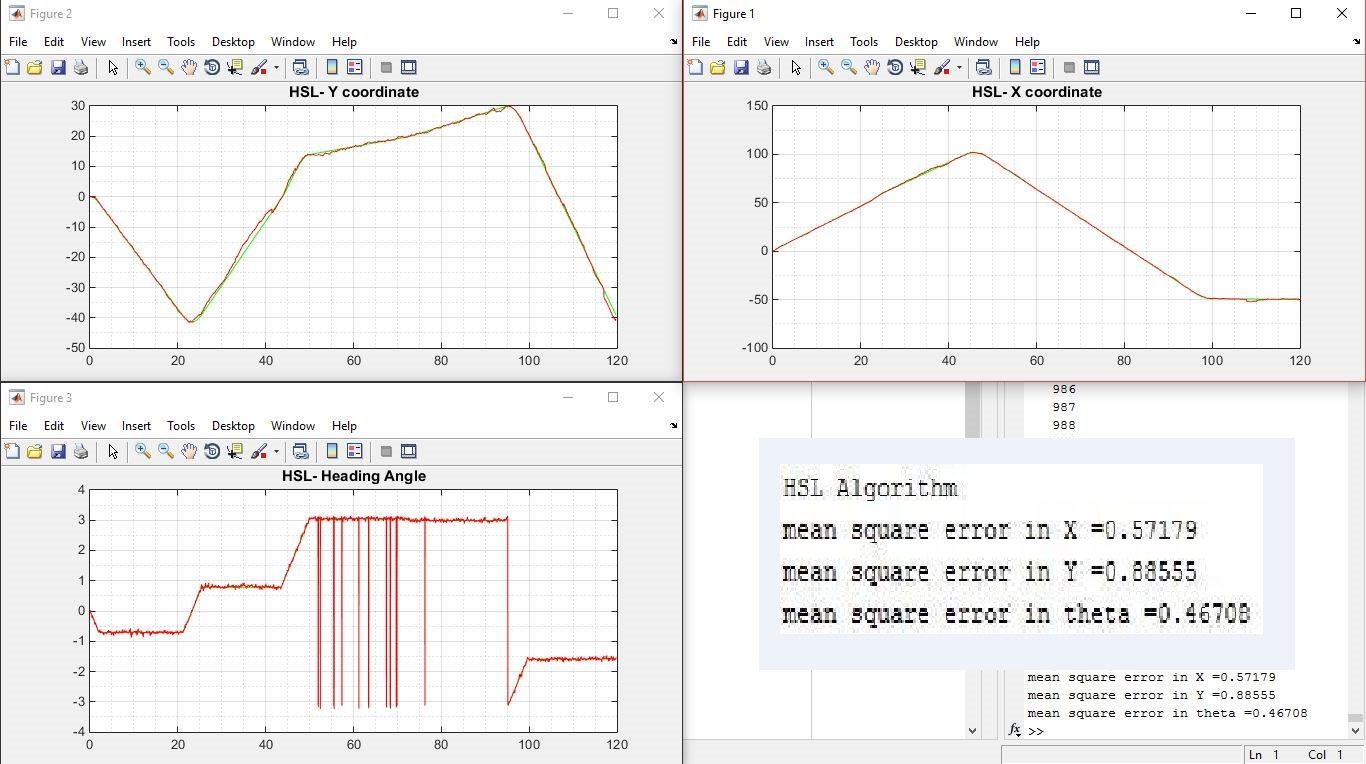 Figure 2
File Edit View Insert Tools Desktop Window Help
HSL- Y coordinate
30
20
10
0
-10
-20
-30
-40
-50
0 20 40 60 80 100 120
Figure 1
File Edit View Insert Tools Desktop Window Help
HSL- X coordinate
150
100
50
0
-50
-100
0 20 40 60 80 100 120
Figure 3
File Edit View Insert Tools Desktop Window Help
HSL- Heading Angle
4
3
2
1
0
-1
-2
-3
-4
0 20 40 60 80 100 120
986
987
988
HSL Algorithm
mean square error in X =0.57179
mean square error in Y =0.88555
mean square error in theta =0.46708
mean square error in X =0.57179
mean square error in Y =0.88555
mean square error in theta =0.46708
fx >>
Ln 1 Col 1